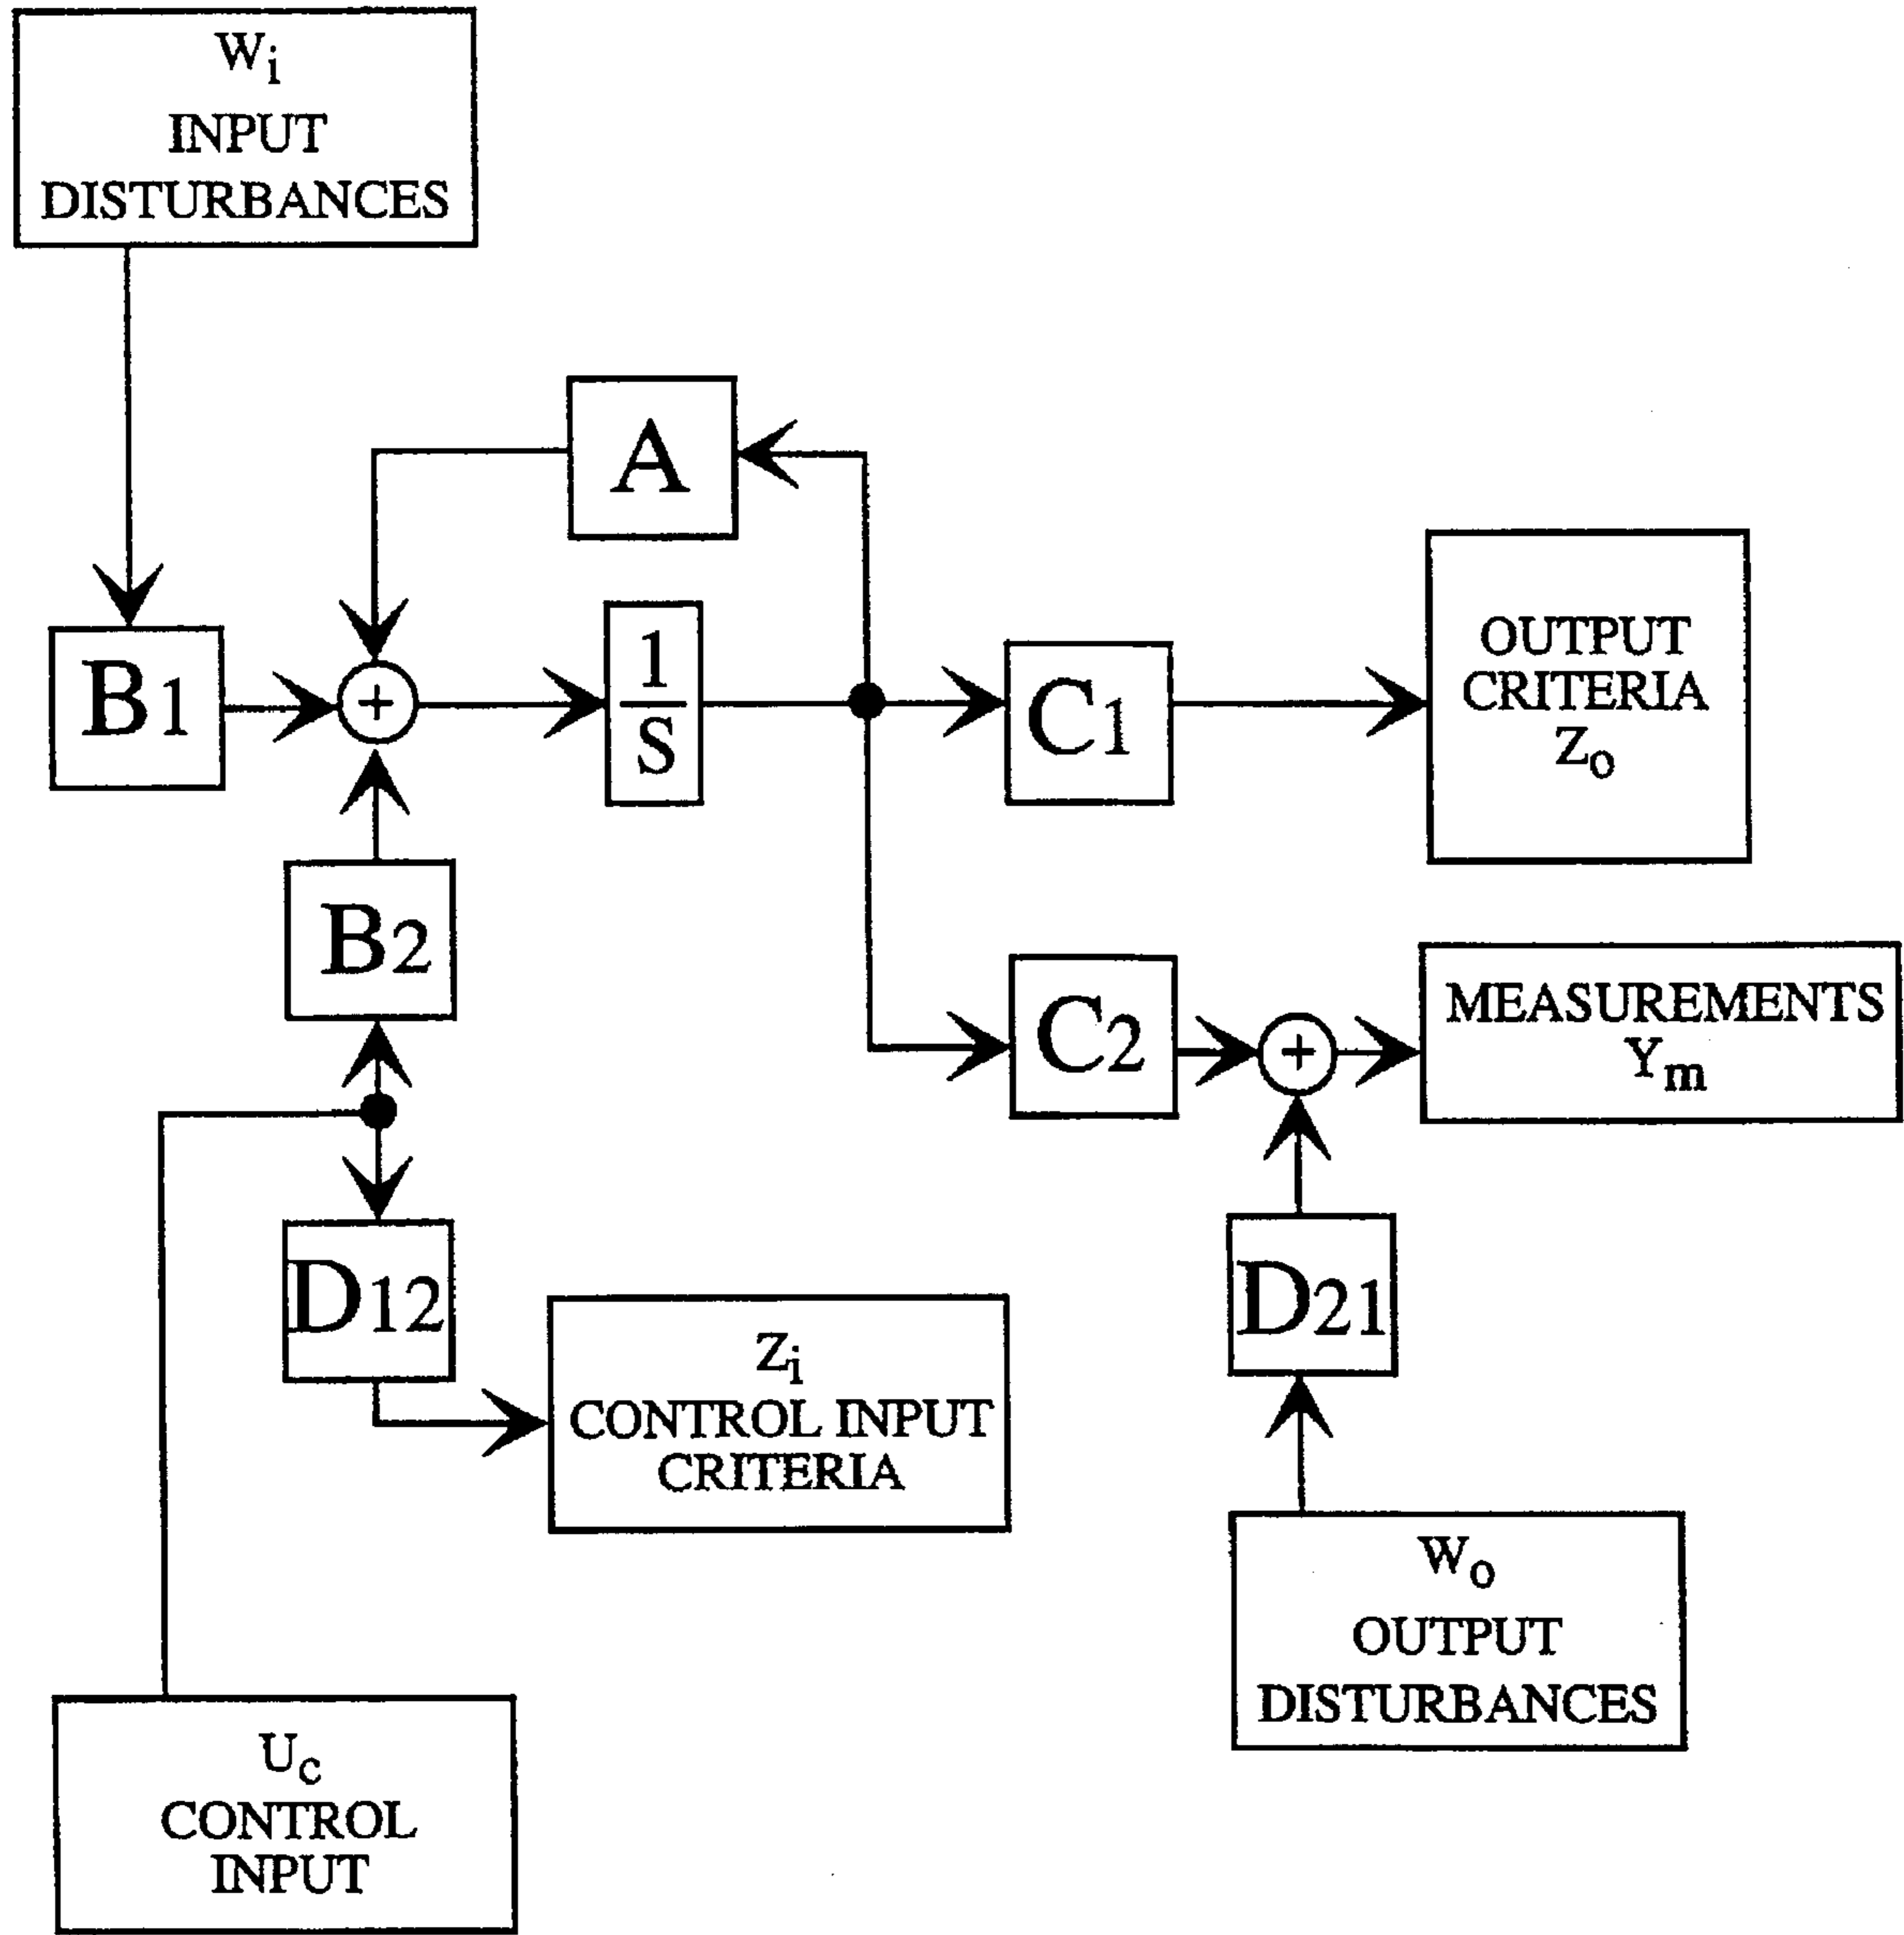 Wi
INPUT
DISTURBANCES
A
B1
+
1
S
C1
OUTPUT
CRITERIA
Zo
B2
C2
+
MEASUREMENTS
Ym
D12
D21
Zi
CONTROL INPUT
CRITERIA
Wo
OUTPUT
DISTURBANCES
Uc
CONTROL
INPUT